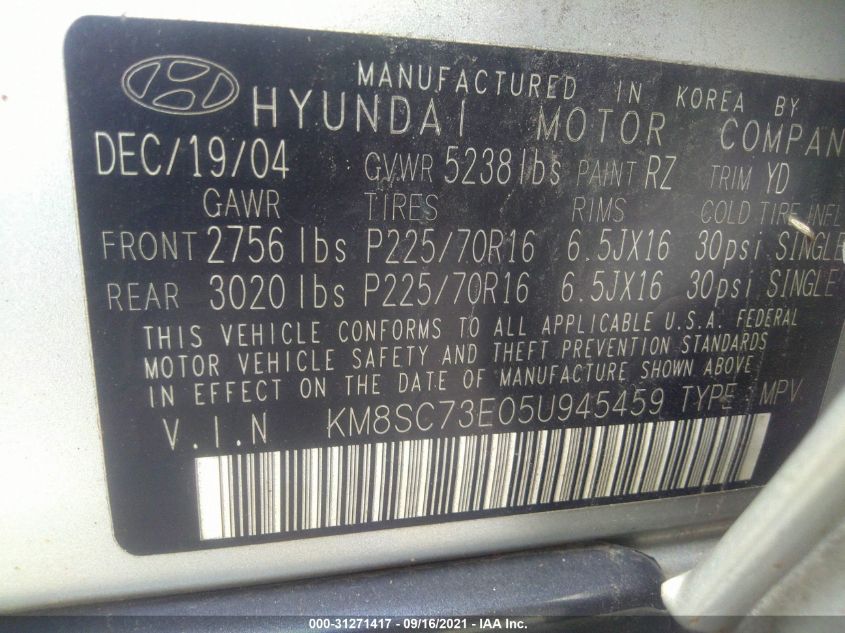 MANUFACTURED IN KOREA BY
HYUNDAI MOTOR COMPAN
DEC/19/04 GVWR 5238lbs PAINT RZ TRIM YD
GAWR TIRES RIMS COLD TIRE INFL
FRONT 2756 lbs P225/70R16 6.5JX16 30psi SINGLE
REAR 3020 lbs P225/70R16 6.5JX16 30psi SINGLE
THIS VEHICLE CONFORMS TO ALL APPLICABLE U.S.A. FEDERAL
MOTOR VEHICLE SAFETY AND THEFT PREVENTION STANDARDS
IN EFFECT ON THE DATE OF MANUFACTURE SHOWN ABOVE
V.I.N KM8SC73E05U945459 TYPE : MPV
000-31271417 - 09/16/2021 - IAA Inc.